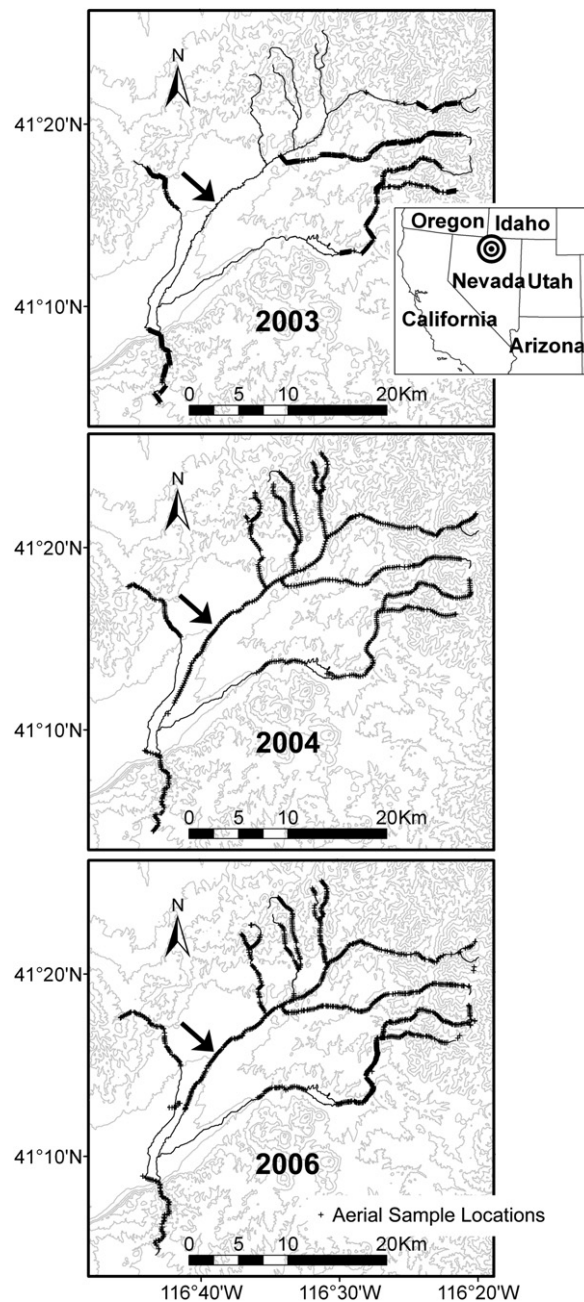 N
41°20'N
41°10'N
2003
0 5 10 20Km
Oregon Idaho
Nevada Utah
California
Arizona
N
41°20'N
41°10'N
2004
0 5 10 20Km
N
41°20'N
41°10'N
2006
+ Aerial Sample Locations
0 5 10 20Km
116°40'W 116°30'W 116°20'W